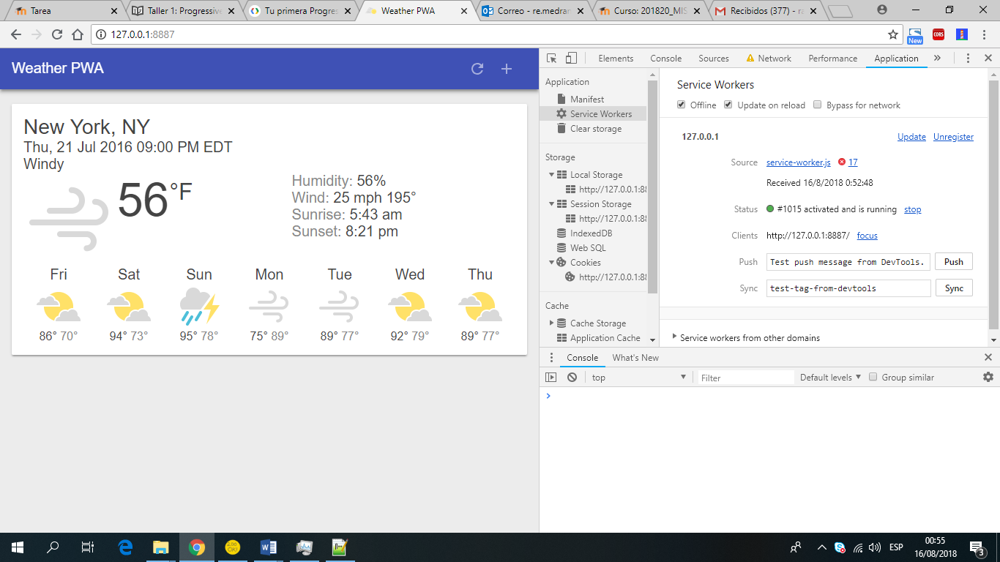 Tarea
Taller 1: Progressive
Tu primera Progres
Weather PWA
Correo - re.medran
Curso: 201820_MIS
Recibidos (377) - ra
127.0.0.1:8887
New
COBS
Weather PWA
New York, NY
Thu, 21 Jul 2016 09:00 PM EDT
Windy
56°F
Humidity: 56%
Wind: 25 mph 195°
Sunrise: 5:43 am
Sunset: 8:21 pm
Fri Sat Sun Mon Tue Wed Thu
86° 70° 94° 73° 95° 78° 75° 89° 89° 77° 92° 79° 89° 77°
Elements Console Sources Network Performance Application »
Application
Manifest
Service Workers
Clear storage
Storage
Local Storage
http://127.0.0.1:88
Session Storage
http://127.0.0.1:88
IndexedDB
Web SQL
Cookies
http://127.0.0.1:88
Cache
Cache Storage
Application Cache
Service Workers
Offline Update on reload Bypass for network
127.0.0.1 Update Unregister
Source service-worker.js 17
Received 16/8/2018 0:52:48
Status #1015 activated and is running stop
Clients http://127.0.0.1:8887/ focus
Push Test push message from DevTools. Push
Sync test-tag-from-devtools Sync
Service workers from other domains
Console What's New
top Filter Default levels Group similar
ESP
00:55
16/08/2018
3